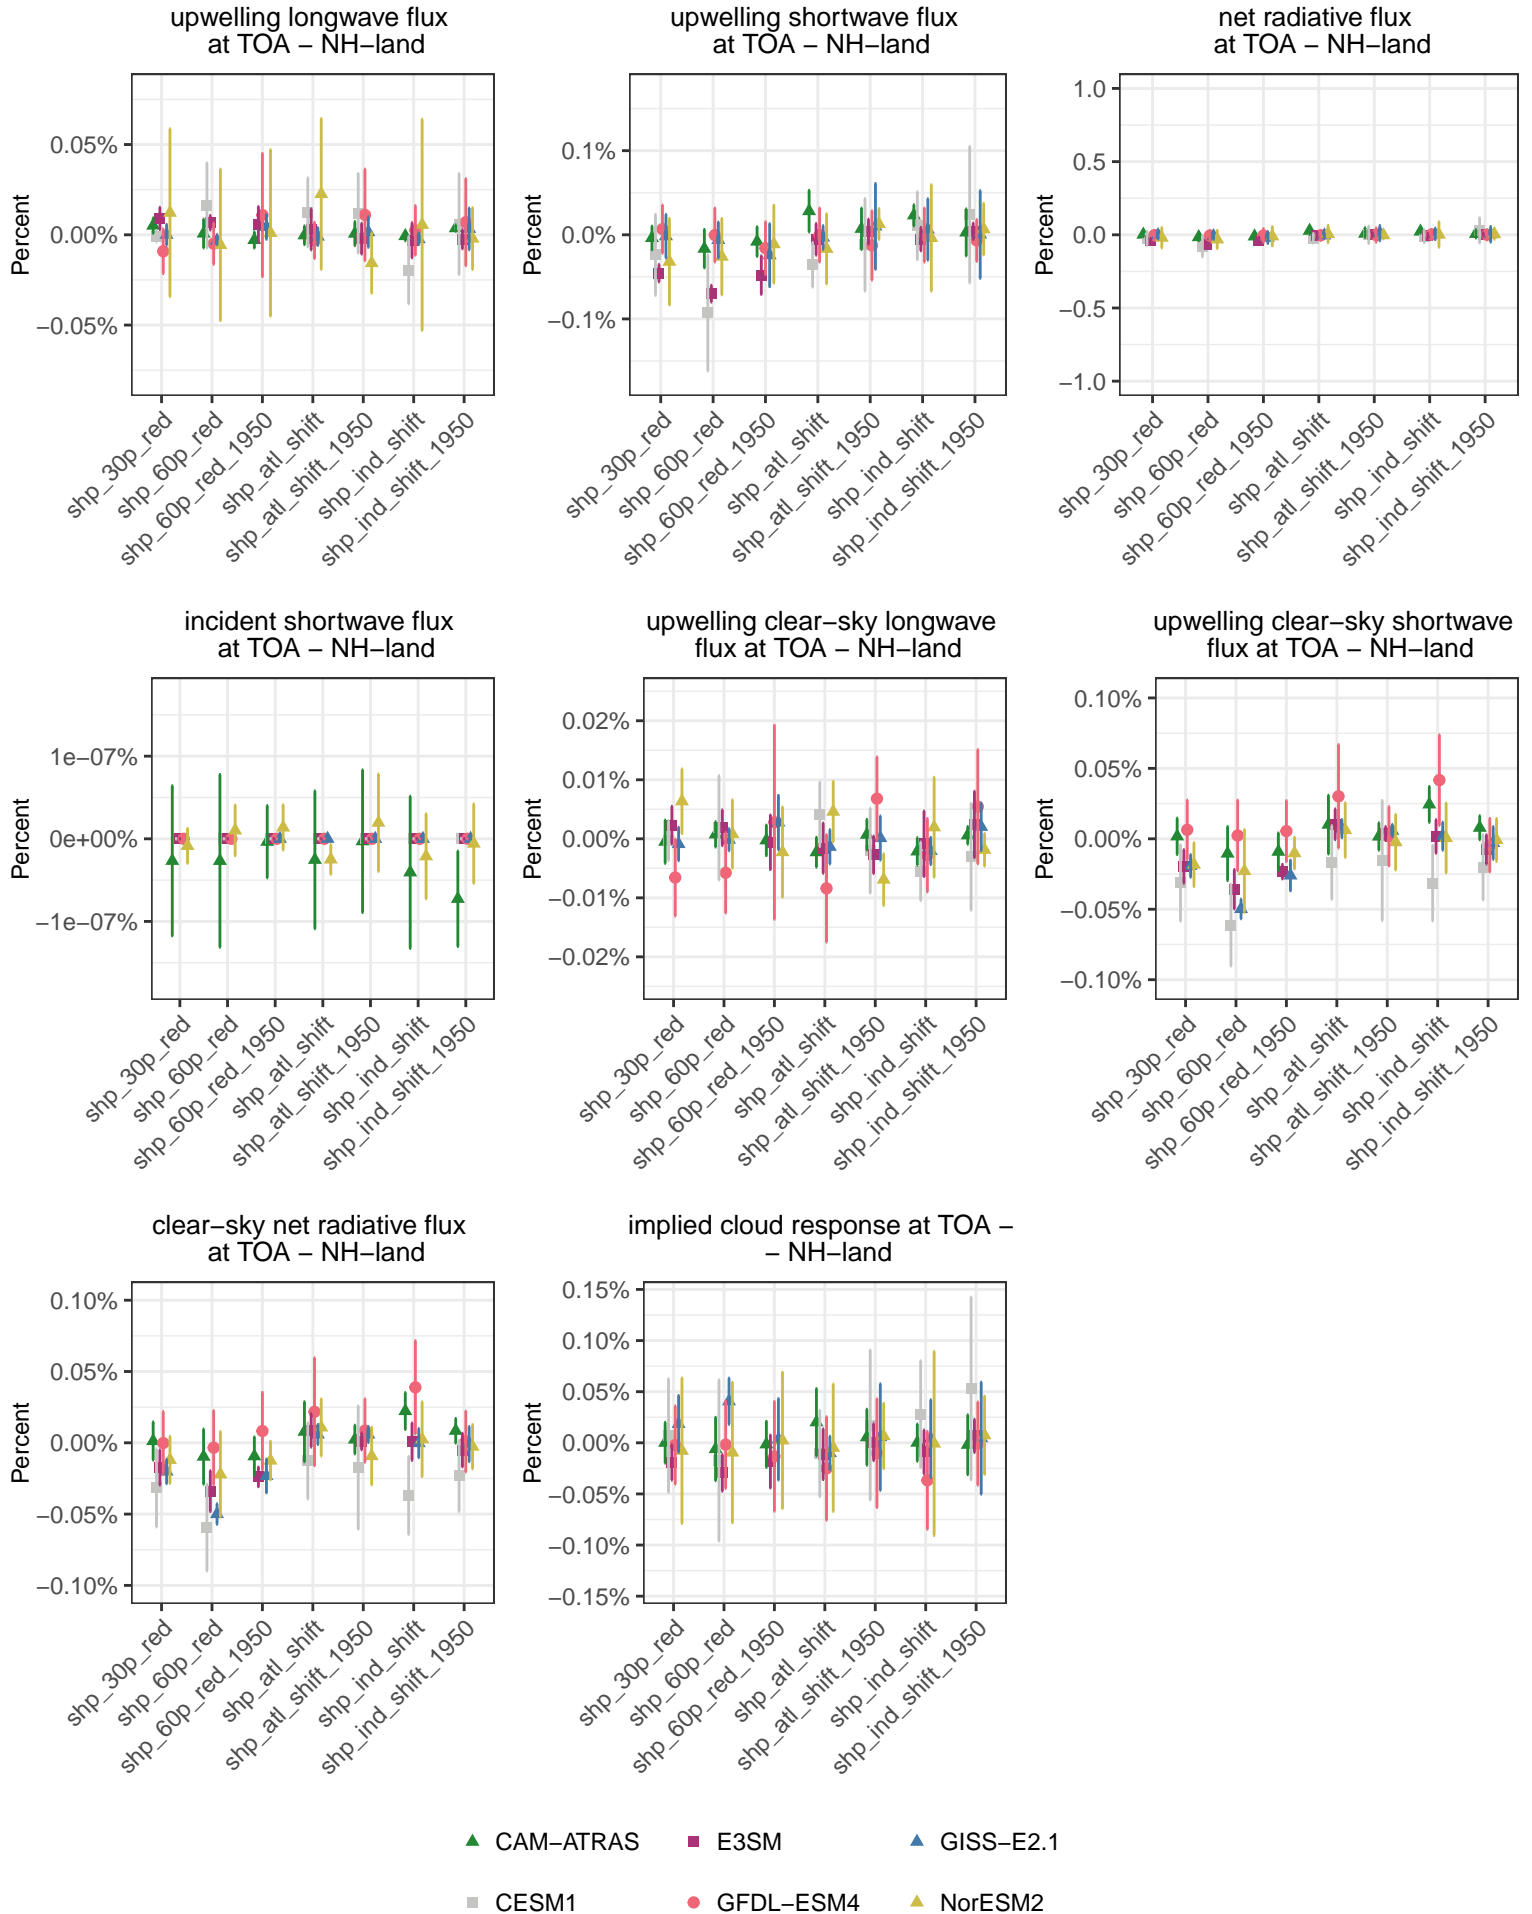 upwelling longwave flux
at TOA − NH−land
upwelling shortwave flux
at TOA − NH−land
net radiative flux
at TOA − NH−land
Percent
0.05%
0.00%
−0.05%
shp_30p_red
shp_60p_red
shp_60p_red_1950
shp_atl_shift
shp_atl_shift_1950
shp_ind_shift
shp_ind_shift_1950
Percent
0.1%
0.0%
−0.1%
shp_30p_red
shp_60p_red
shp_60p_red_1950
shp_atl_shift
shp_atl_shift_1950
shp_ind_shift
shp_ind_shift_1950
Percent
1.0
0.5
0.0
−0.5
−1.0
shp_30p_red
shp_60p_red
shp_60p_red_1950
shp_atl_shift
shp_atl_shift_1950
shp_ind_shift
shp_ind_shift_1950
incident shortwave flux
at TOA − NH−land
upwelling clear−sky longwave
flux at TOA − NH−land
upwelling clear−sky shortwave
flux at TOA − NH−land
Percent
1e−07%
0e+00%
−1e−07%
shp_30p_red
shp_60p_red
shp_60p_red_1950
shp_atl_shift
shp_atl_shift_1950
shp_ind_shift
shp_ind_shift_1950
Percent
0.02%
0.01%
0.00%
−0.01%
−0.02%
shp_30p_red
shp_60p_red
shp_60p_red_1950
shp_atl_shift
shp_atl_shift_1950
shp_ind_shift
shp_ind_shift_1950
Percent
0.10%
0.05%
0.00%
−0.05%
−0.10%
shp_30p_red
shp_60p_red
shp_60p_red_1950
shp_atl_shift
shp_atl_shift_1950
shp_ind_shift
shp_ind_shift_1950
clear−sky net radiative flux
at TOA − NH−land
implied cloud response at TOA −
− NH−land
Percent
0.10%
0.05%
0.00%
−0.05%
−0.10%
shp_30p_red
shp_60p_red
shp_60p_red_1950
shp_atl_shift
shp_atl_shift_1950
shp_ind_shift
shp_ind_shift_1950
Percent
0.15%
0.10%
0.05%
0.00%
−0.05%
−0.10%
−0.15%
shp_30p_red
shp_60p_red
shp_60p_red_1950
shp_atl_shift
shp_atl_shift_1950
shp_ind_shift
shp_ind_shift_1950
CAM−ATRAS
E3SM
GISS−E2.1
CESM1
GFDL−ESM4
NorESM2